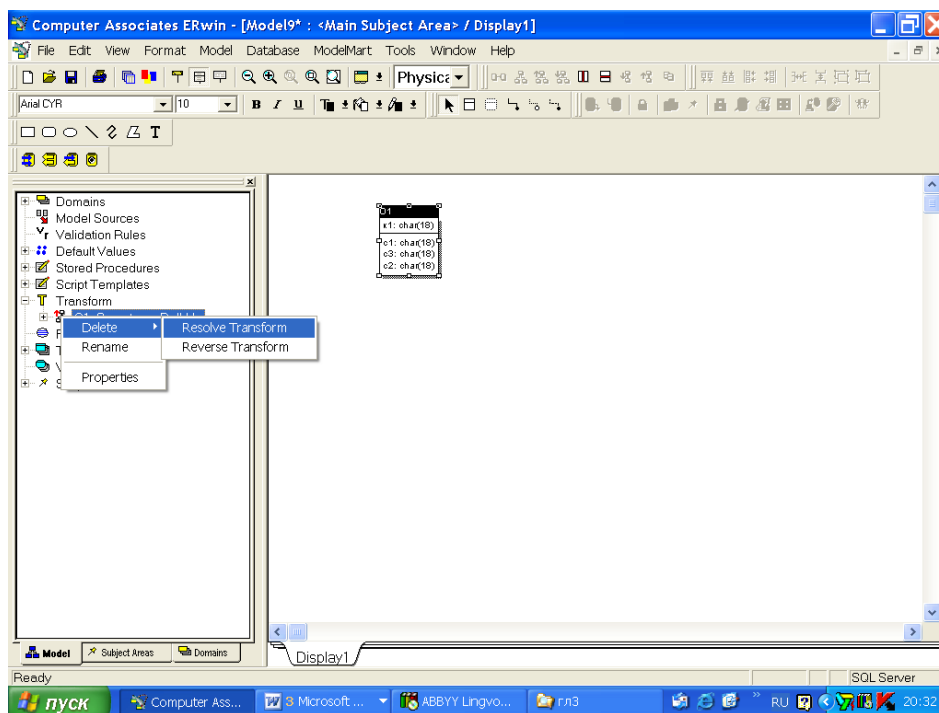 Computer Associates ERwin - [Model9* : <Main Subject Area> / Display1]
File Edit View Format Model Database ModelMart Tools Window Help
Physica
Arial CYR 10 B I U
T
Domains
Model Sources
Validation Rules
Default Values
Stored Procedures
Script Templates
Transform
Delete
Rename
Properties
Resolve Transform
Reverse Transform
O1
k1: char(18)
c1: char(18)
c3: char(18)
c2: char(18)
Model Subject Areas Domains
Display1
Ready SQL Server
пуск Computer Ass... 3 Microsoft ... ABBYY Lingvo... гл3 RU 20:32